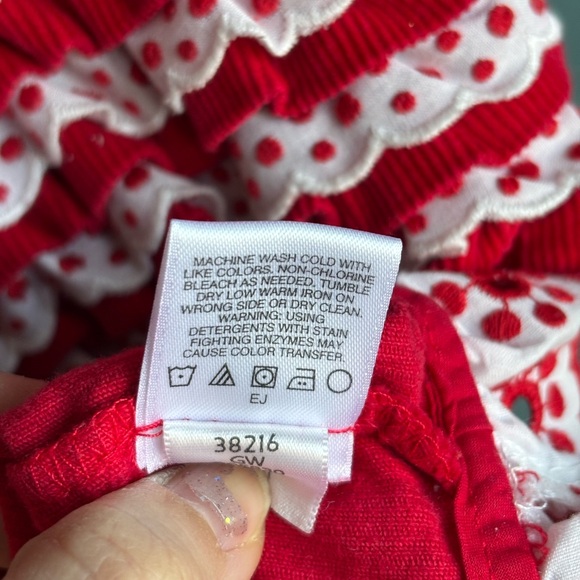 MACHINE WASH COLD WITH
LIKE COLORS. NON-CHLORINE
BLEACH AS NEEDED. TUMBLE
DRY LOW WARM IRON ON
WRONG SIDE OR DRY CLEAN.
WARNING: USING
DETERGENTS WITH STAIN
FIGHTING ENZYMES MAY
CAUSE COLOR TRANSFER.
EJ
38216
GW